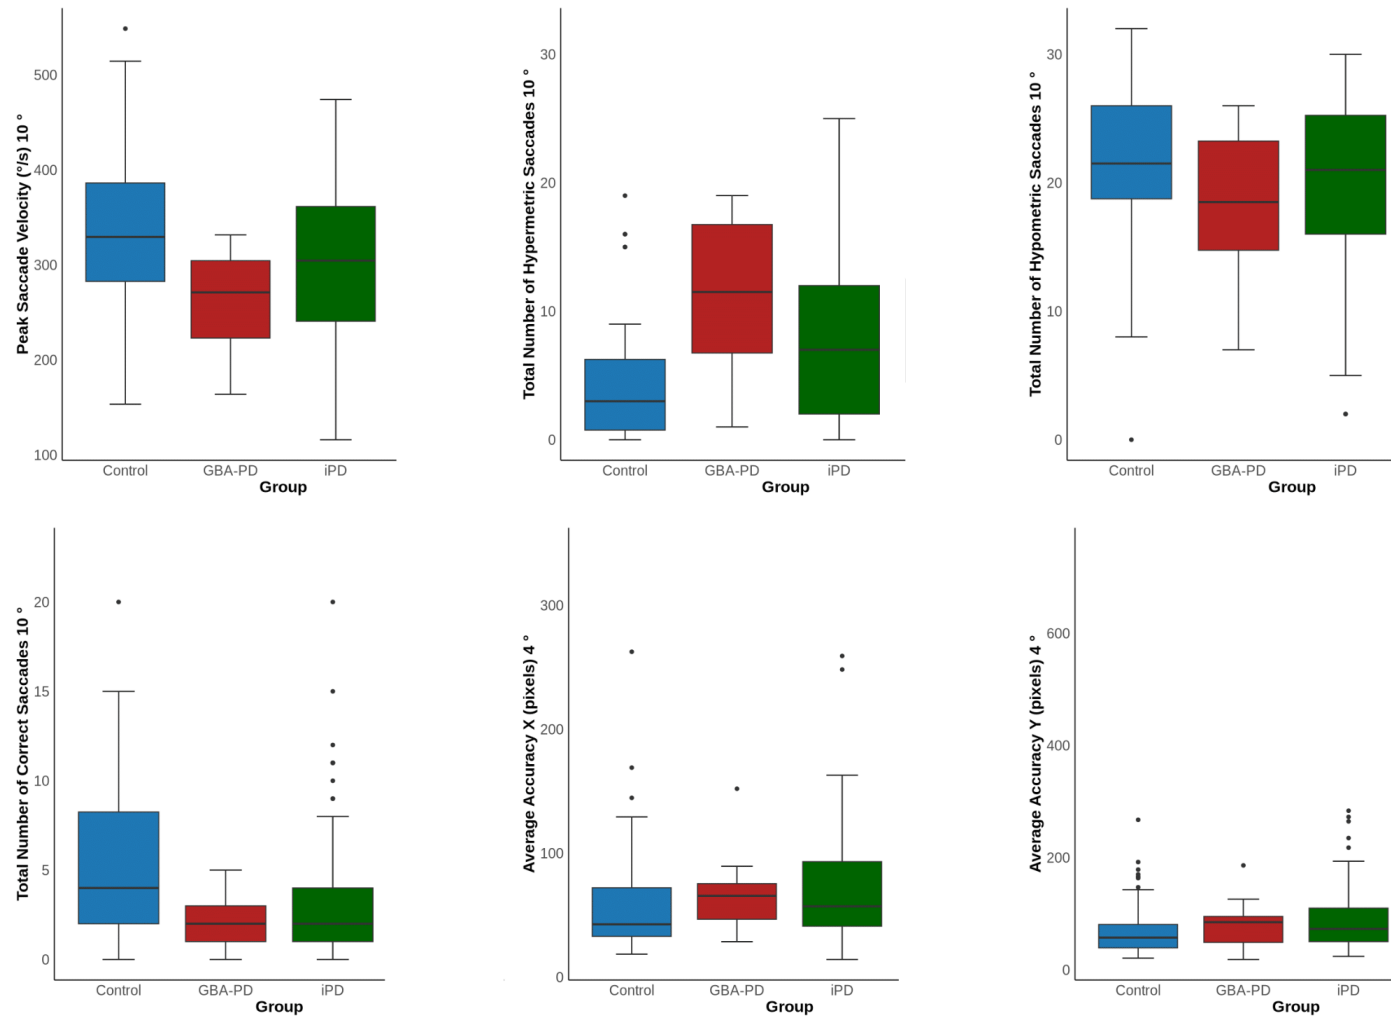 Peak Saccade Velocity (°/s) 10 °
500
400
300
200
100
Control
GBA-PD
iPD
Group
Total Number of Hypermetric Saccades 10 °
30
20
10
0
Control
GBA-PD
iPD
Group
Total Number of Hypometric Saccades 10 °
30
20
10
0
Control
GBA-PD
iPD
Group
Total Number of Correct Saccades 10 °
20
15
10
5
0
Control
GBA-PD
iPD
Group
Average Accuracy X (pixels) 4 °
300
200
100
0
Control
GBA-PD
iPD
Group
Average Accuracy Y (pixels) 4 °
600
400
200
0
Control
GBA-PD
iPD
Group